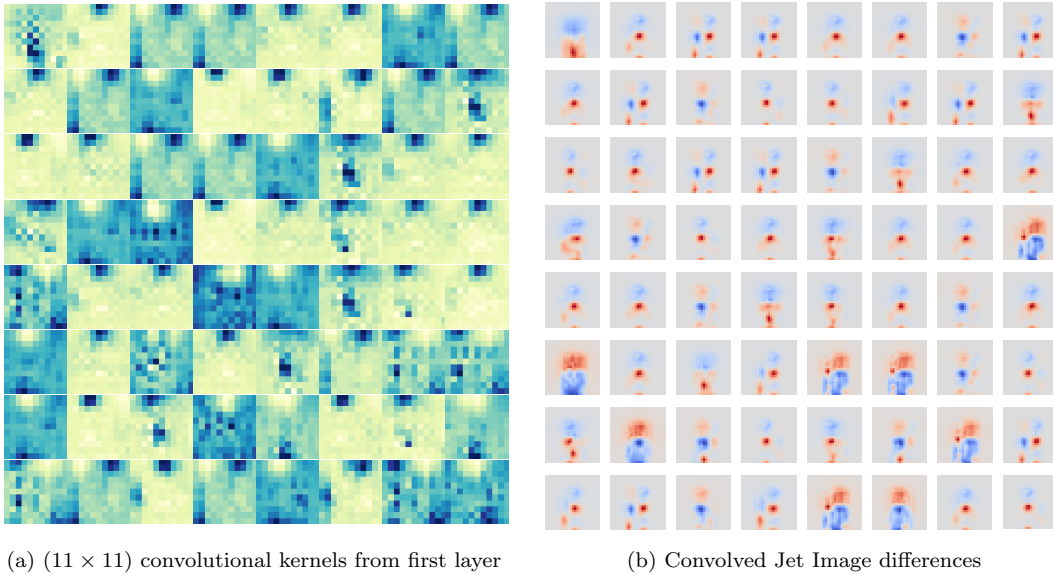 (a) (11 × 11) convolutional kernels from first layer
(b) Convolved Jet Image differences